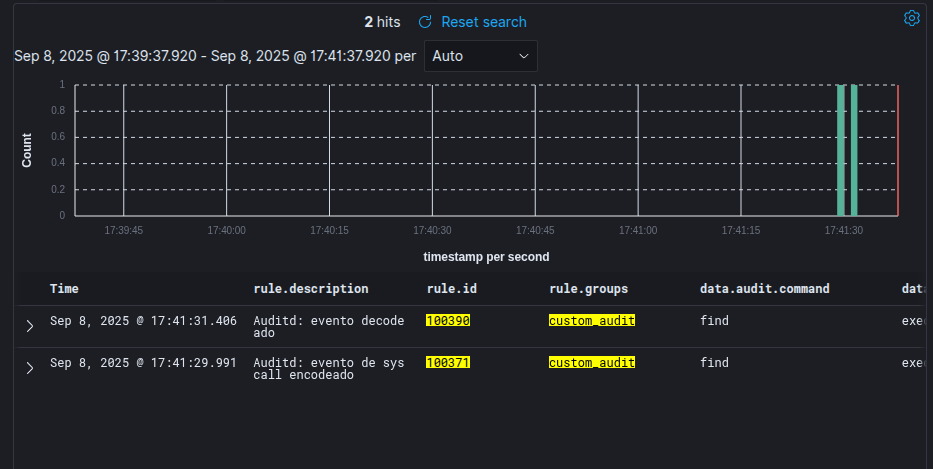 2 hits Reset search
Sep 8, 2025 @ 17:39:37.920 - Sep 8, 2025 @ 17:41:37.920 per Auto
1
0.8
0.6
0.4
0.2
0
Count
17:39:45 17:40:00 17:40:15 17:40:30 17:40:45 17:41:00 17:41:15 17:41:30
timestamp per second
Time rule.description rule.id rule.groups data.audit.command data
Sep 8, 2025 @ 17:41:31.406 Auditd: evento decode 100390 custom_audit find exe
ado
Sep 8, 2025 @ 17:41:29.991 Auditd: evento de sys 100371 custom_audit find exe
call encodeado